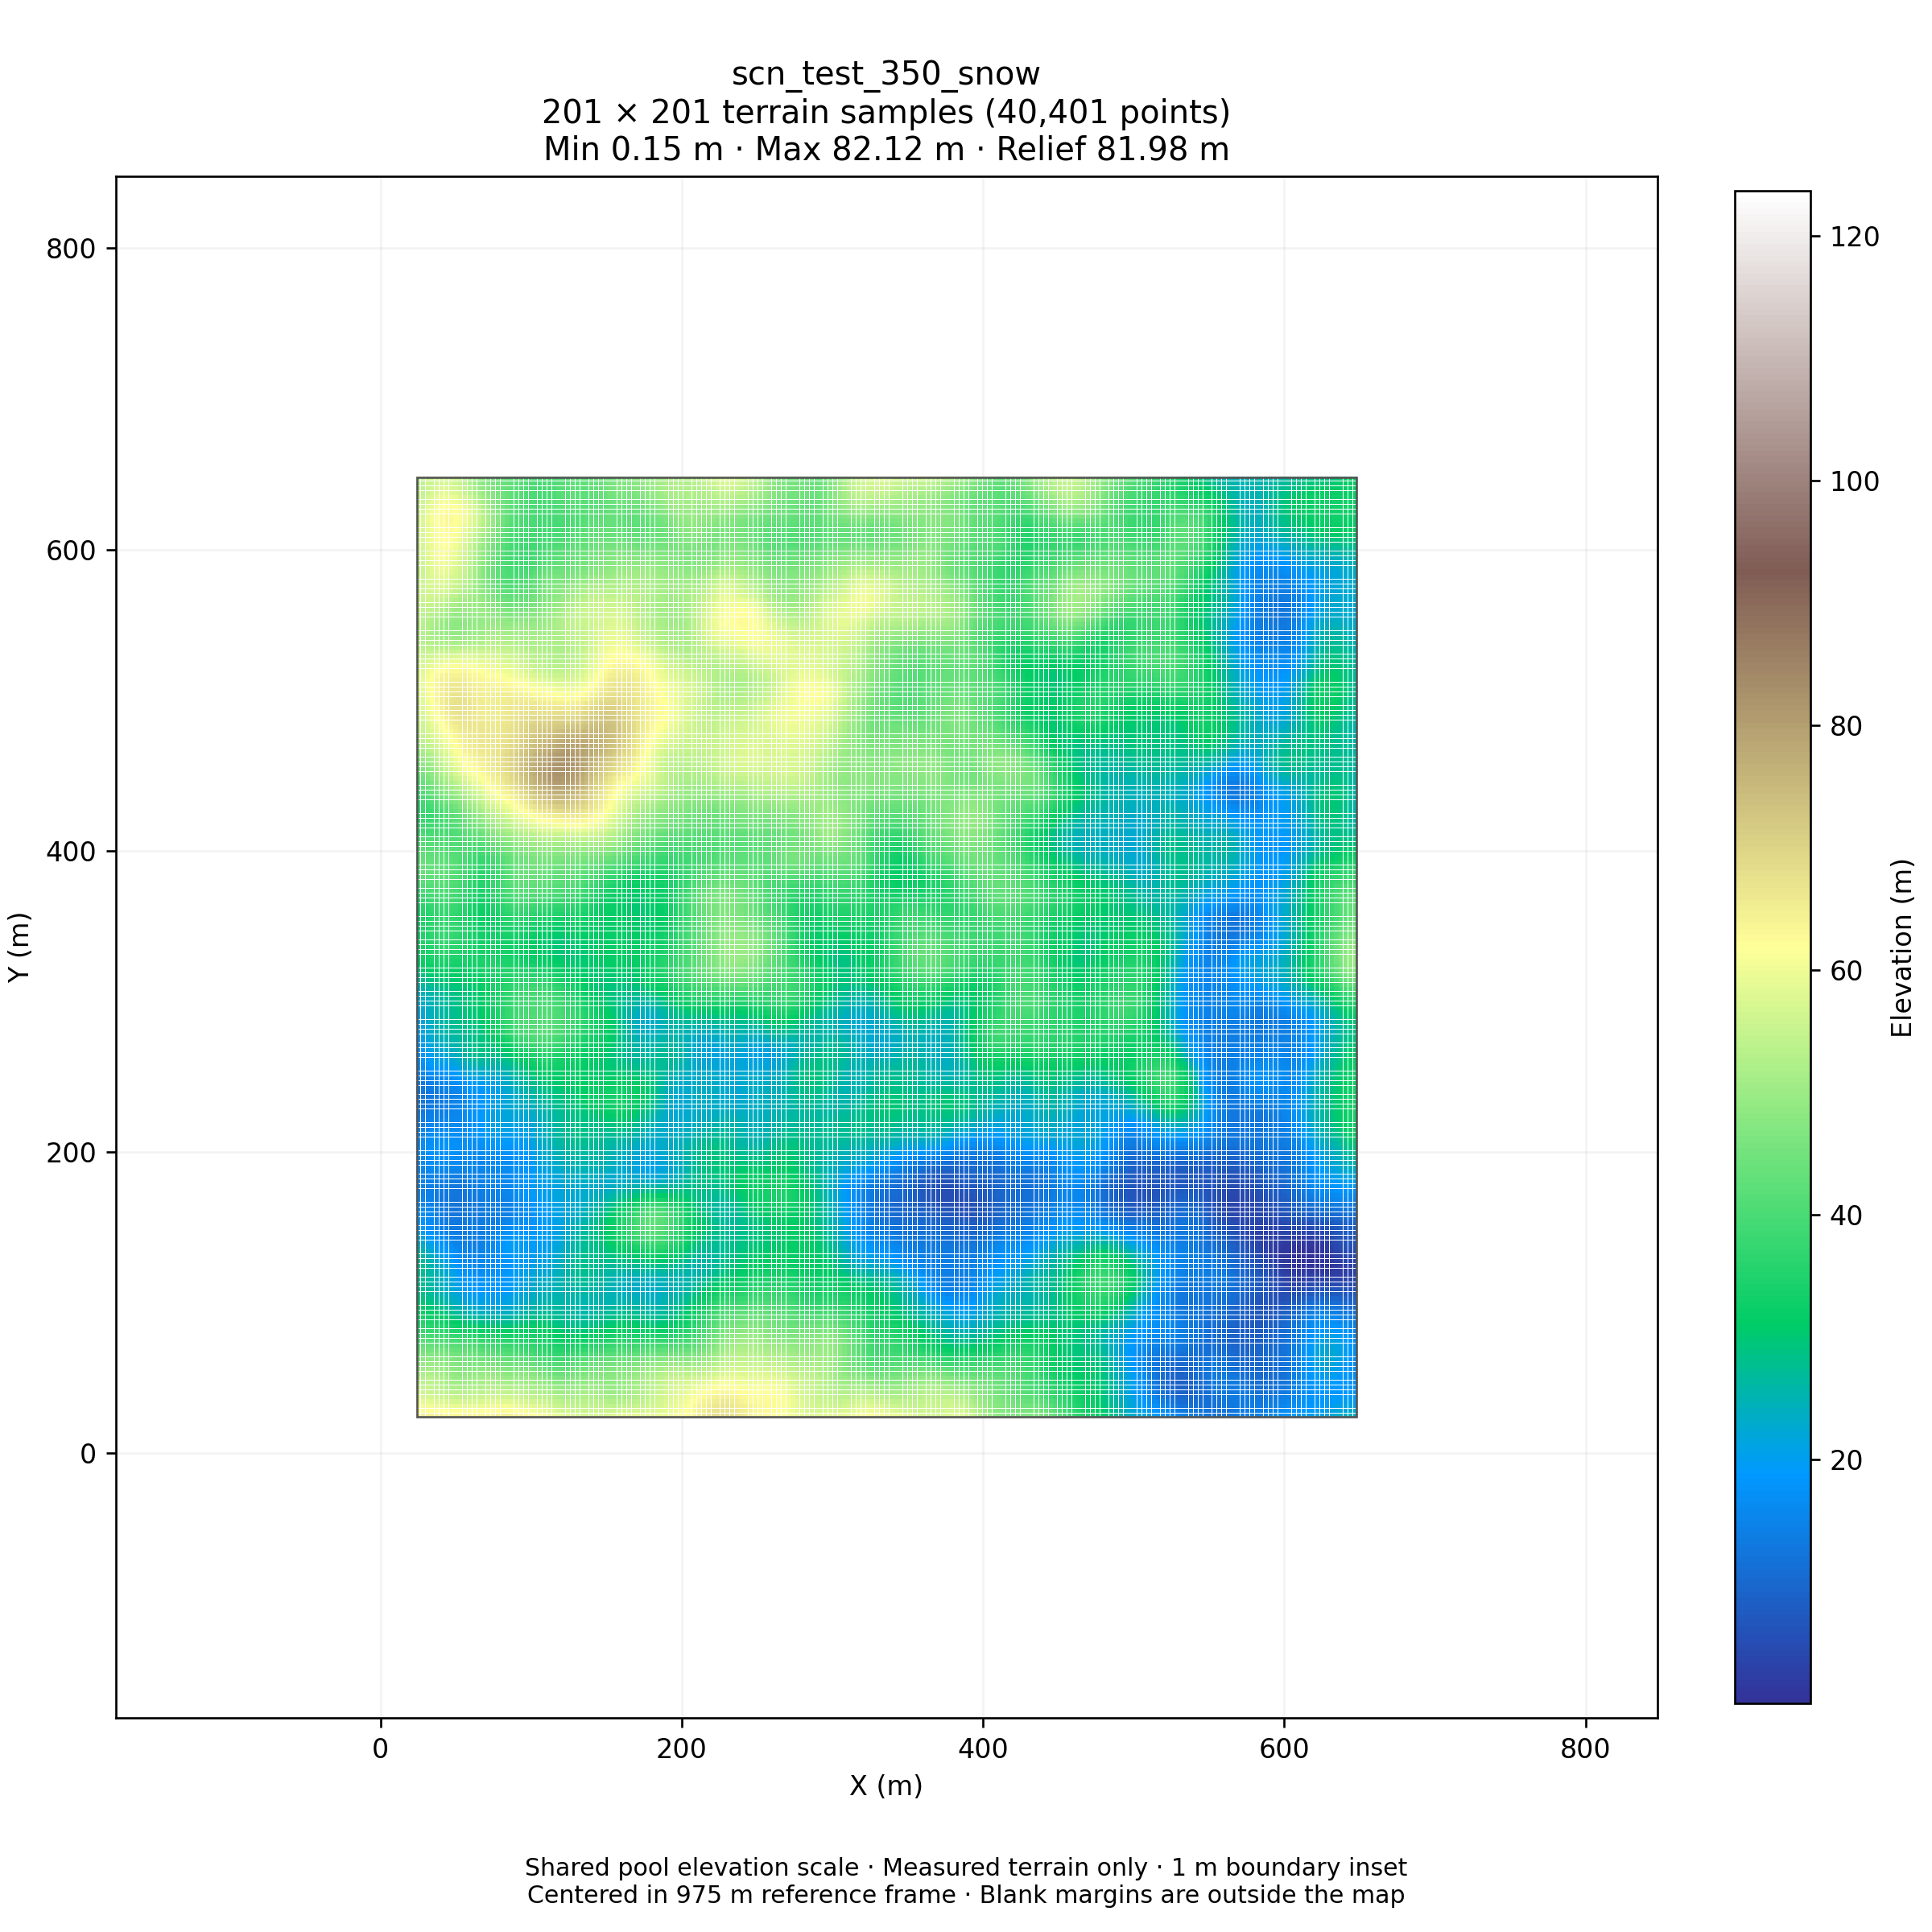 scn_test_350_snow
201 × 201 terrain samples (40,401 points)
Min 0.15 m · Max 82.12 m · Relief 81.98 m
800
600
400
200
0
Y (m)
0
200
400
600
800
X (m)
120
100
80
60
40
20
Elevation (m)
Shared pool elevation scale · Measured terrain only · 1 m boundary inset
Centered in 975 m reference frame · Blank margins are outside the map